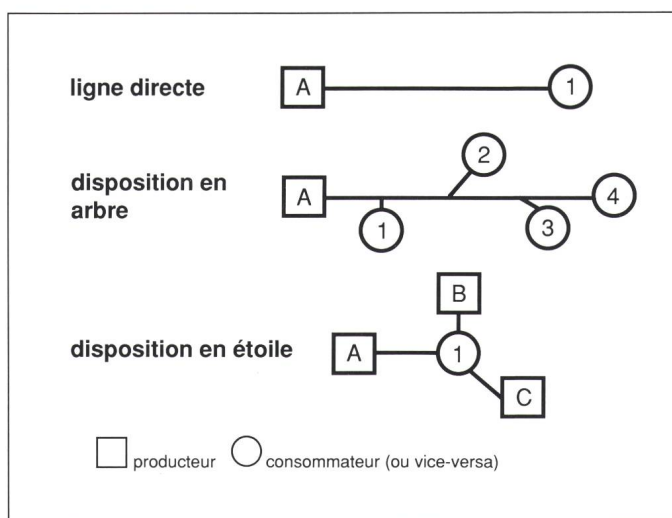 ligne directe A 1
2
disposition en
arbre
A 4
1 3
B
disposition en étoile A 1
C
producteur consommateur (ou vice-versa)